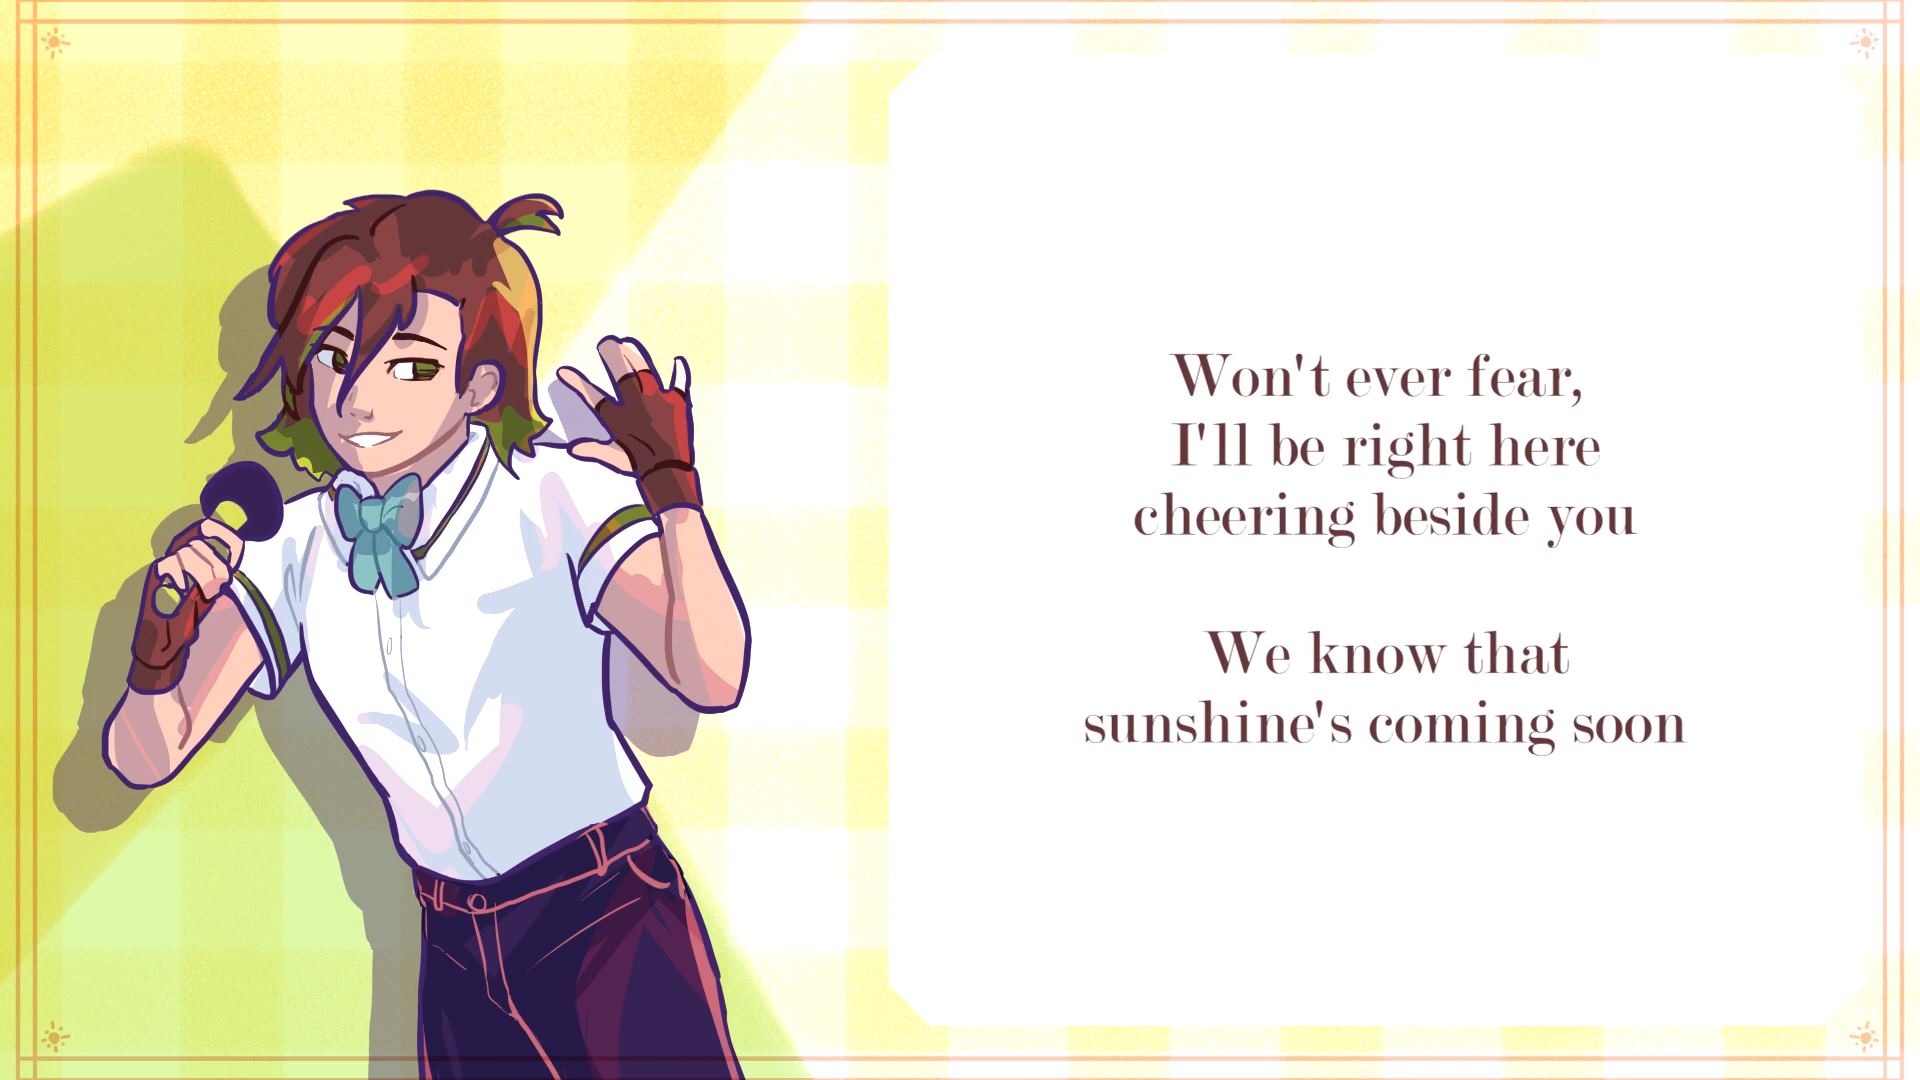 Won't ever fear,
I'll be right here
cheering beside you
We know that
sunshine's coming soon